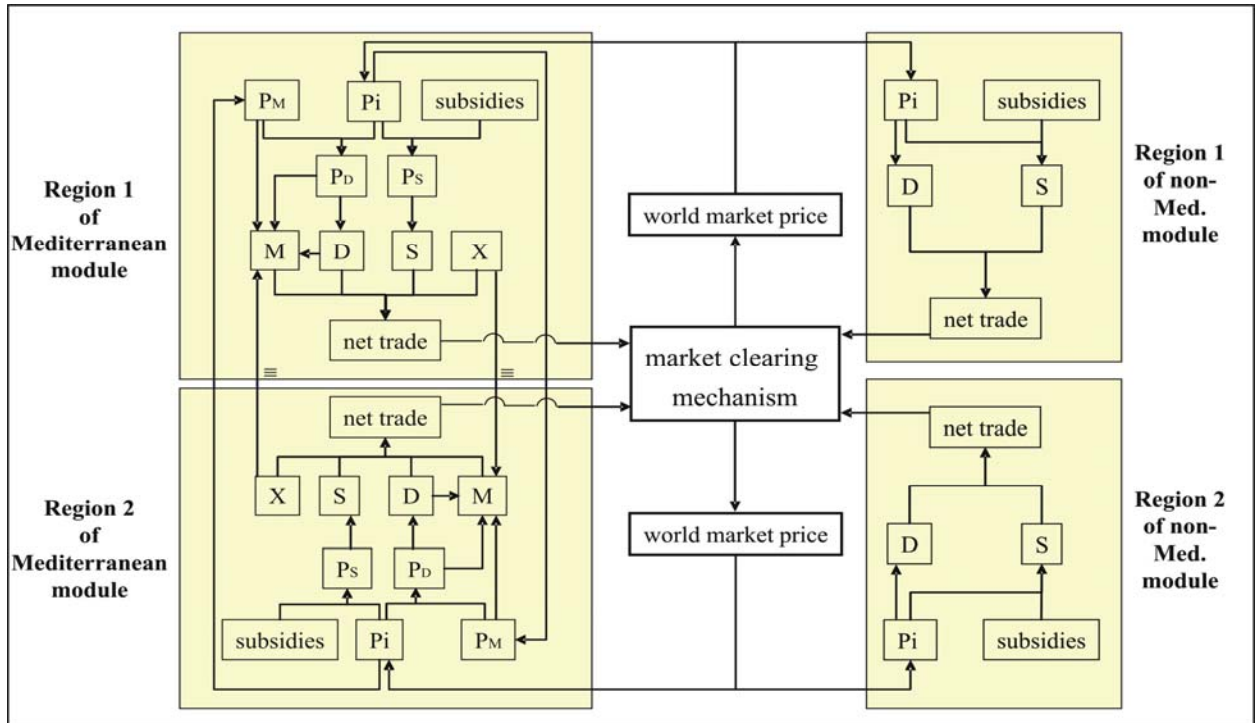 Region 1
of
Mediterranean
module
PM
Pi
subsidies
PD
PS
M
D
S
X
net trade
≡
≡
Region 2
of
Mediterranean
module
net trade
X
S
D
M
PS
PD
subsidies
Pi
PM
world market price
market clearing
mechanism
world market price
Pi
subsidies
D
S
net trade
Region 1
of non-
Med.
module
net trade
D
S
Pi
subsidies
Region 2
of non-
Med.
module